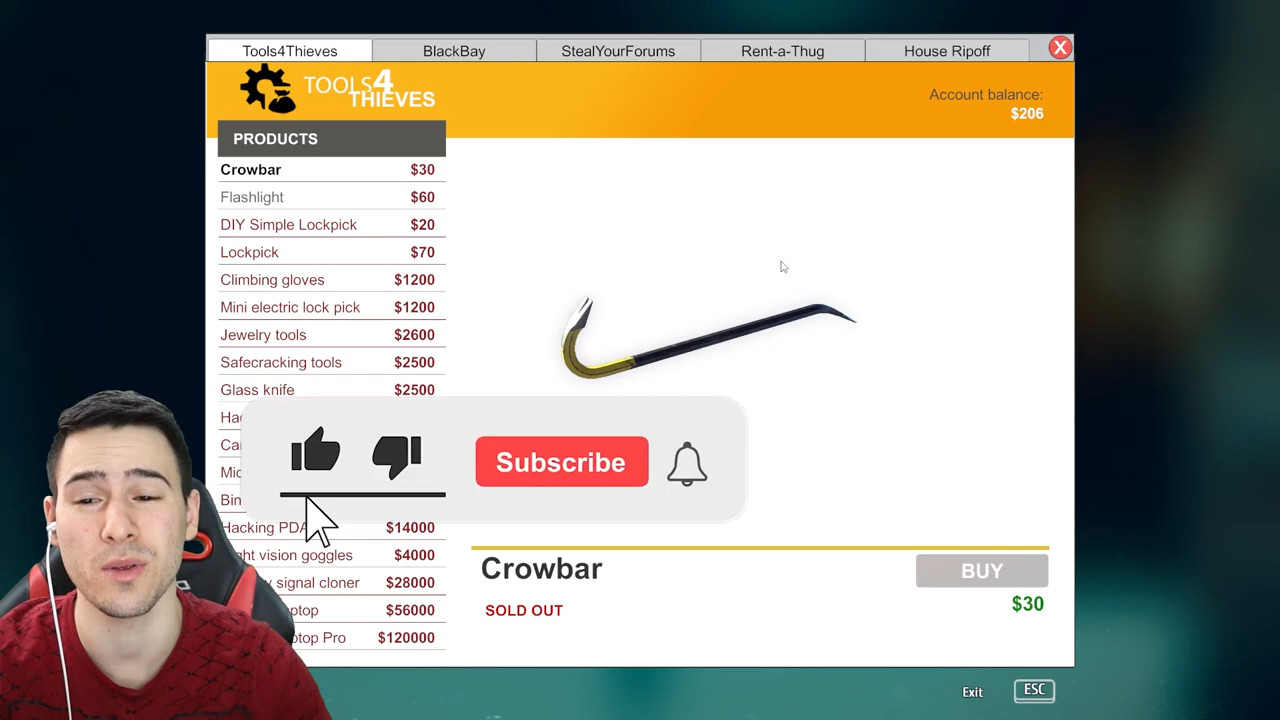 Tools4Thieves
BlackBay
StealYourForums
Rent-a-Thug
House Ripoff
X
TOOLS4
THIEVES
Account balance:
$206
PRODUCTS
Crowbar $30
Flashlight $60
DIY Simple Lockpick $20
Lockpick $70
Climbing gloves $1200
Mini electric lock pick $1200
Jewelry tools $2600
Safecracking tools $2500
Glass knife $2500
Hacking PDA $14000
vision goggles $4000
signal cloner $28000
$56000
Pro $120000
Subscribe
Crowbar
SOLD OUT
BUY
$30
Exit ESC